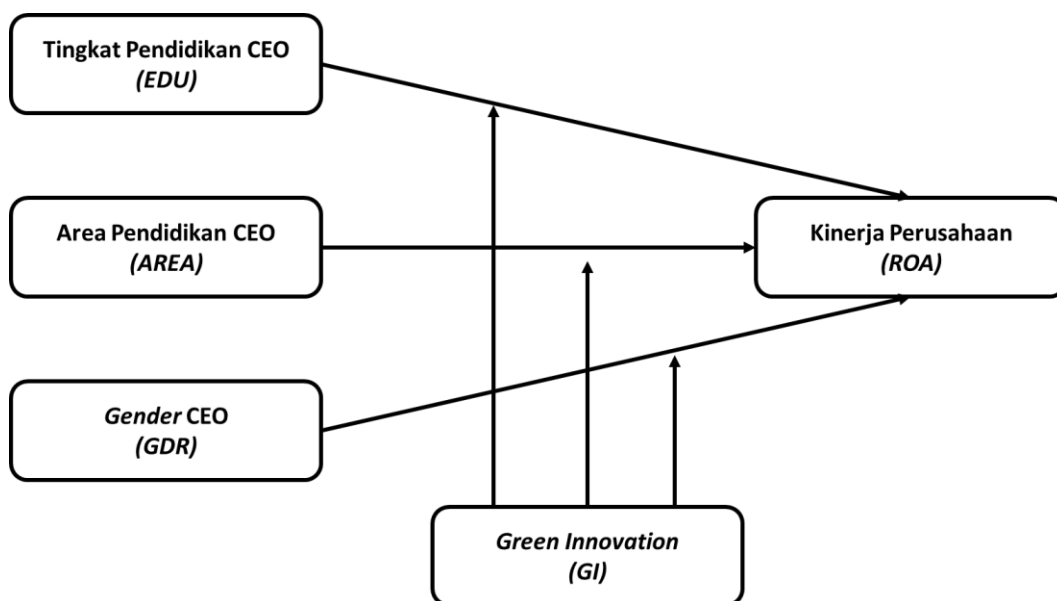 Tingkat Pendidikan CEO
(EDU)
Area Pendidikan CEO
(AREA)
Kinerja Perusahaan
(ROA)
Gender CEO
(GDR)
Green Innovation
(GI)